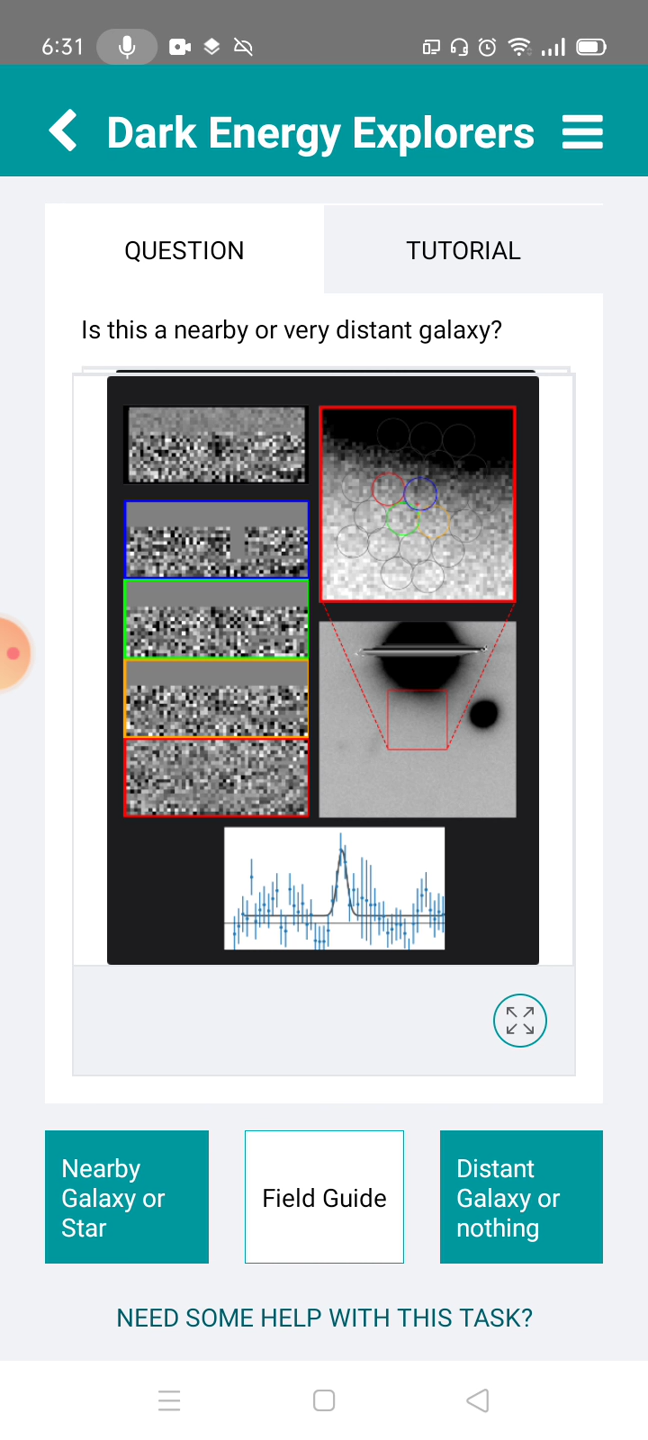 6:31
Dark Energy Explorers
QUESTION
TUTORIAL
Is this a nearby or very distant galaxy?
Nearby
Galaxy or
Star
Field Guide
Distant
Galaxy or
nothing
NEED SOME HELP WITH THIS TASK?